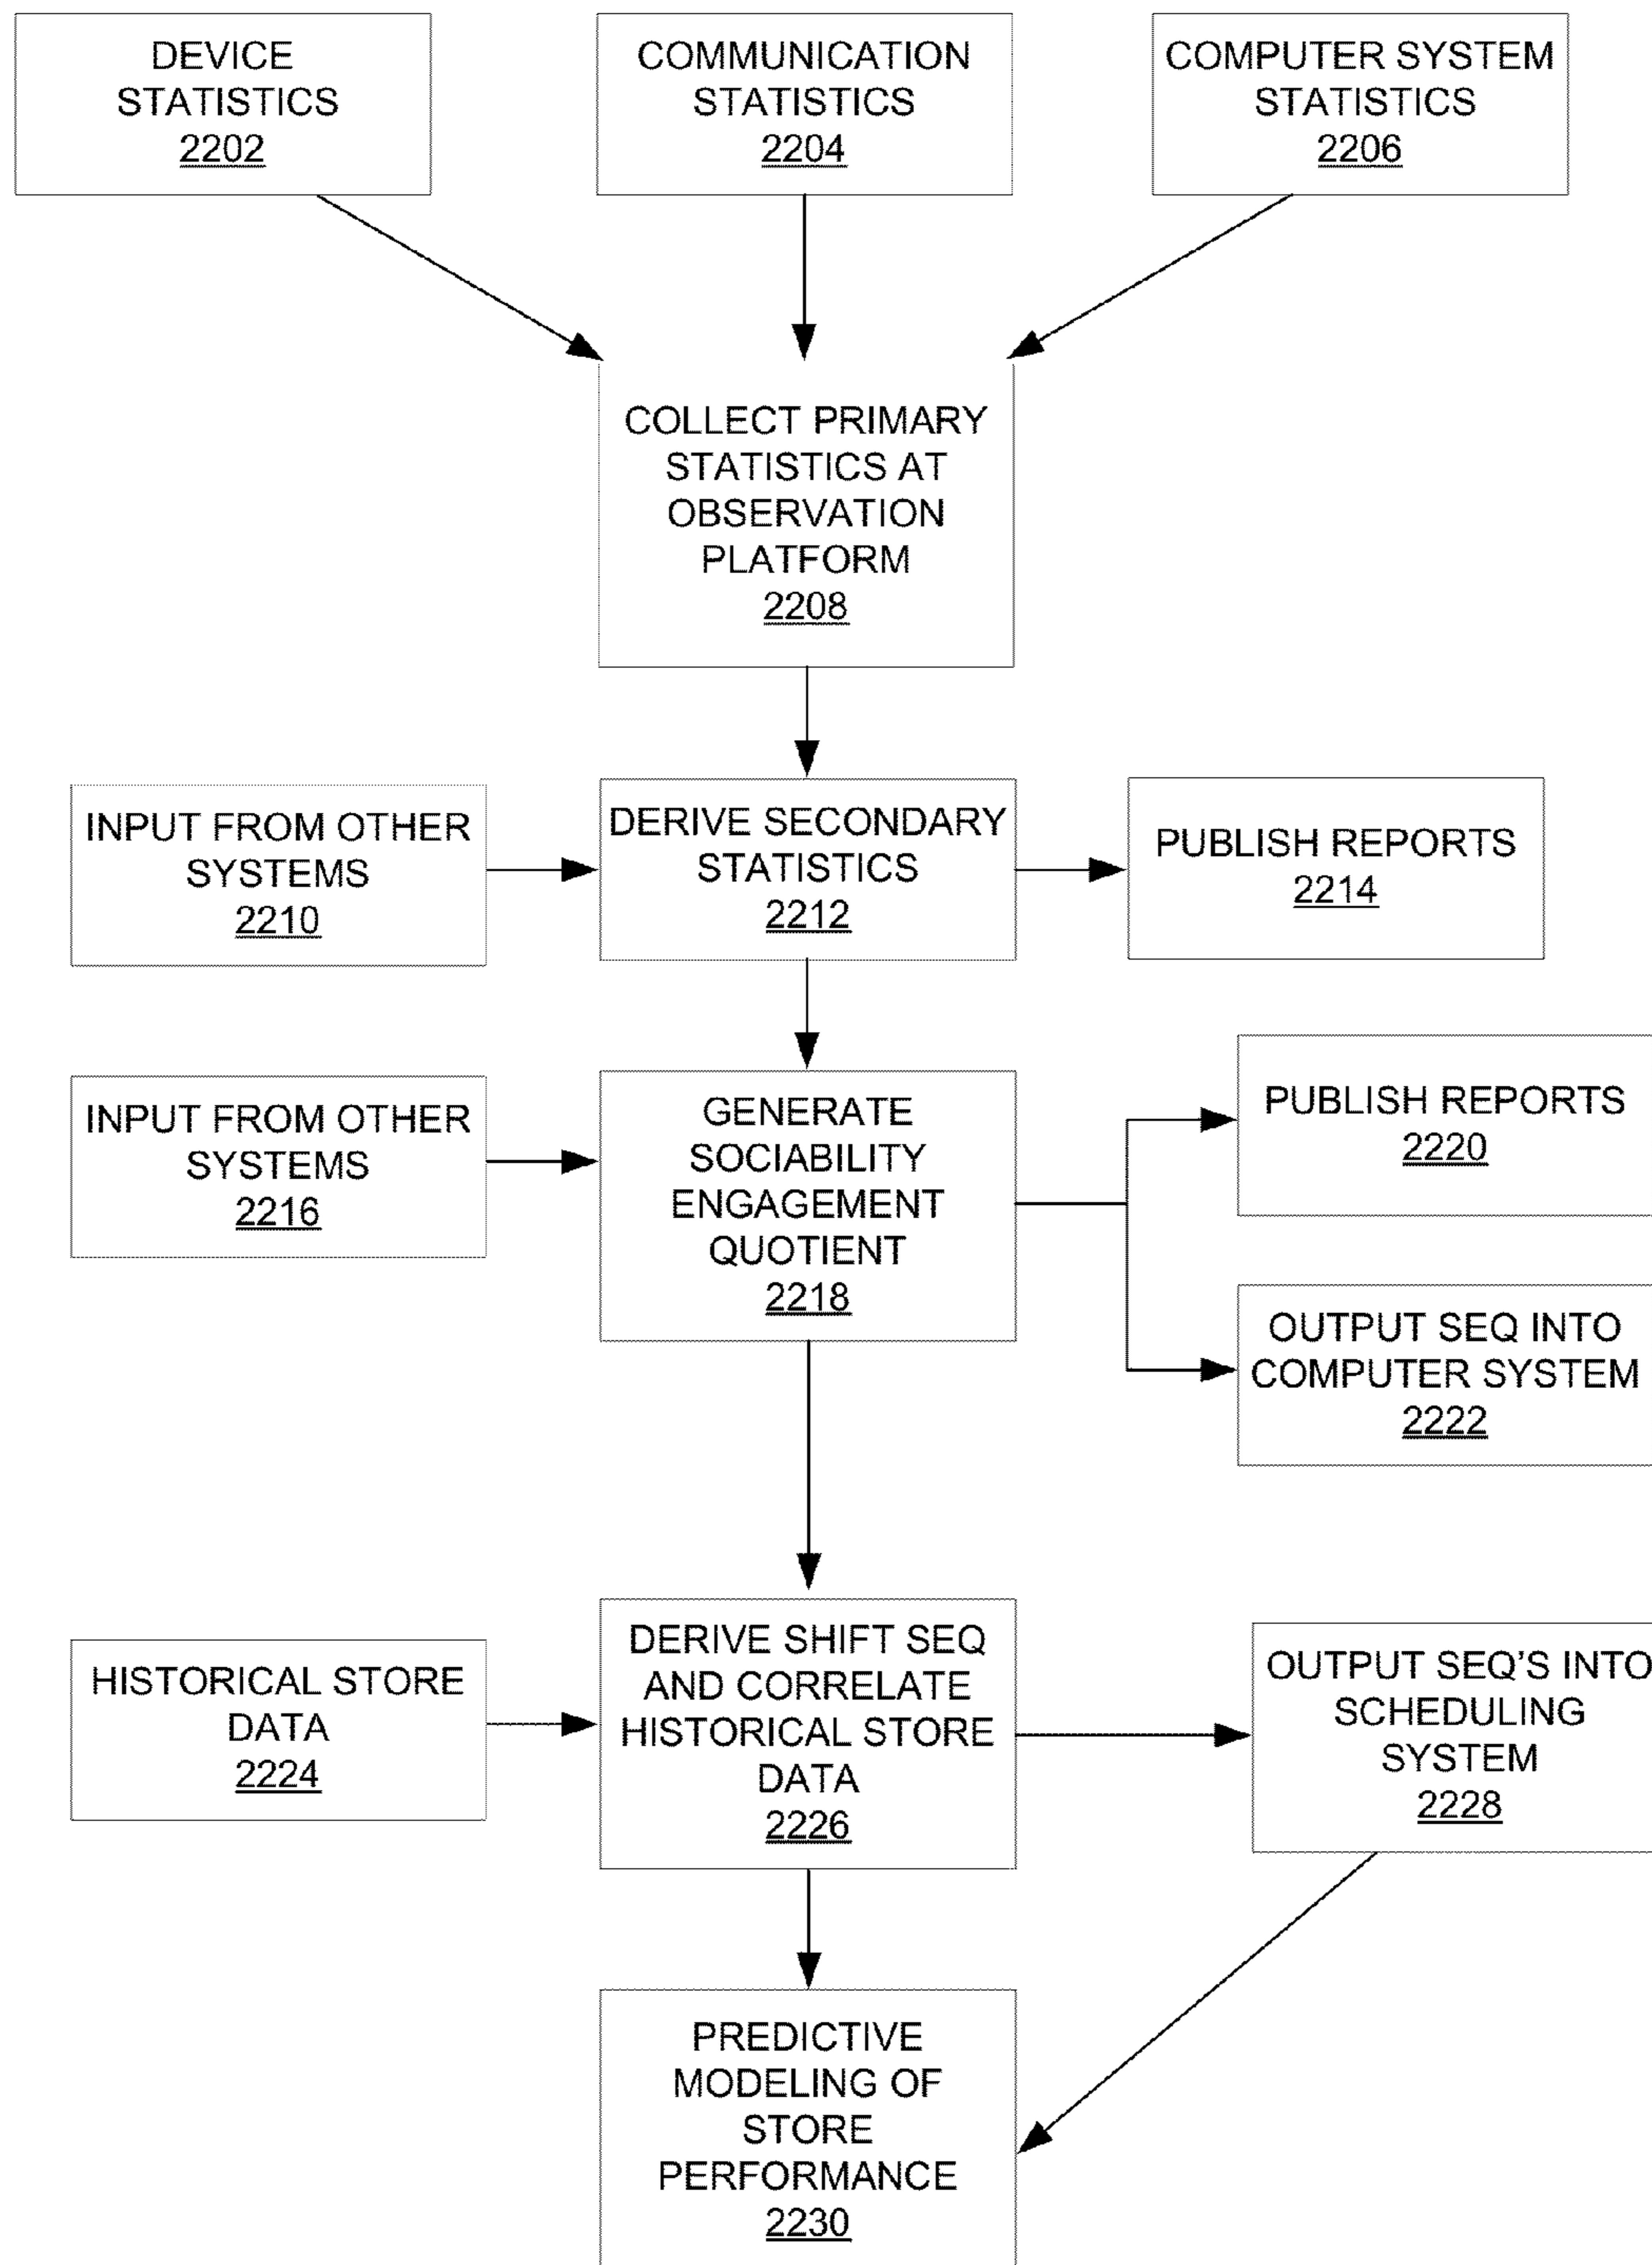 DEVICE
STATISTICS
2202
COMMUNICATION
STATISTICS
2204
COMPUTER SYSTEM
STATISTICS
2206
COLLECT PRIMARY
STATISTICS AT
OBSERVATION
PLATFORM
2208
INPUT FROM OTHER
SYSTEMS
2210
DERIVE SECONDARY
STATISTICS
2212
PUBLISH REPORTS
2214
INPUT FROM OTHER
SYSTEMS
2216
GENERATE
SOCIABILITY
ENGAGEMENT
QUOTIENT
2218
PUBLISH REPORTS
2220
OUTPUT SEQ INTO
COMPUTER SYSTEM
2222
HISTORICAL STORE
DATA
2224
DERIVE SHIFT SEQ
AND CORRELATE
HISTORICAL STORE
DATA
2226
OUTPUT SEQ'S INTO
SCHEDULING
SYSTEM
2228
PREDICTIVE
MODELING OF
STORE
PERFORMANCE
2230